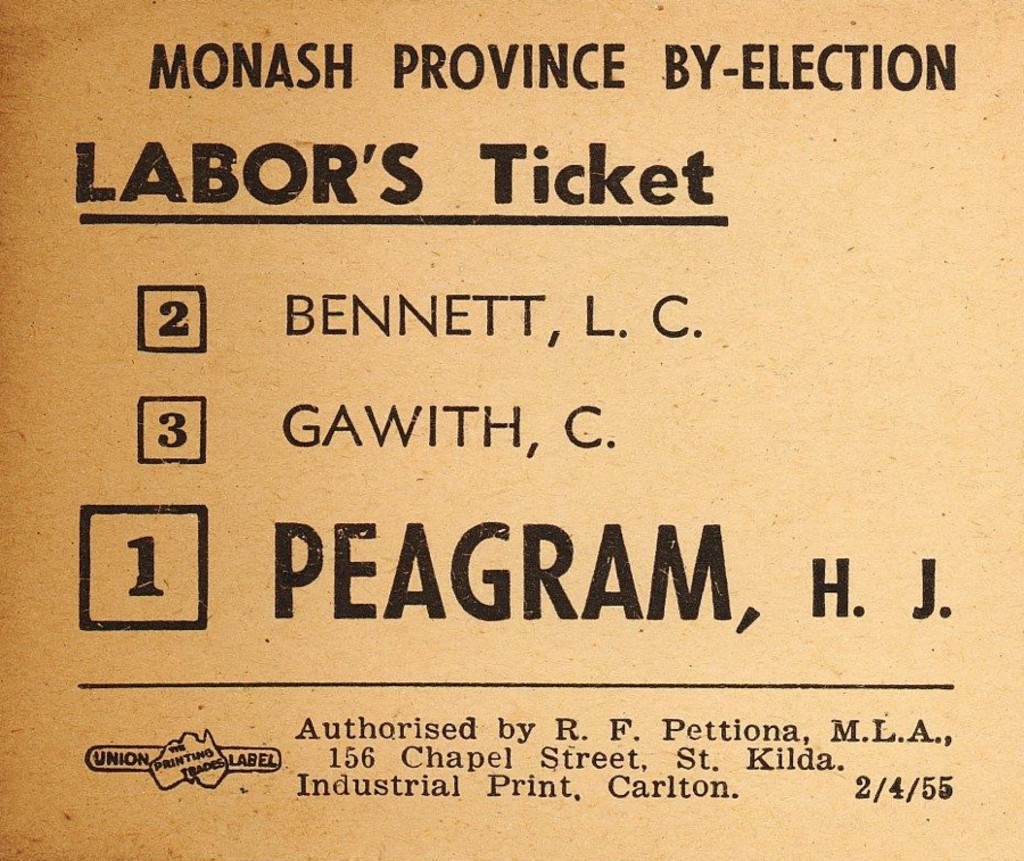 MONASH PROVINCE BY-ELECTION
LABOR'S Ticket
2 BENNETT, L. C.
3 GAWITH, C.
1 PEAGRAM, H. J.
UNION THE PRINTING TRADES LABEL
Authorised by R. F. Pettiona, M.L.A.,
156 Chapel Street, St. Kilda.
Industrial Print, Carlton. 2/4/55